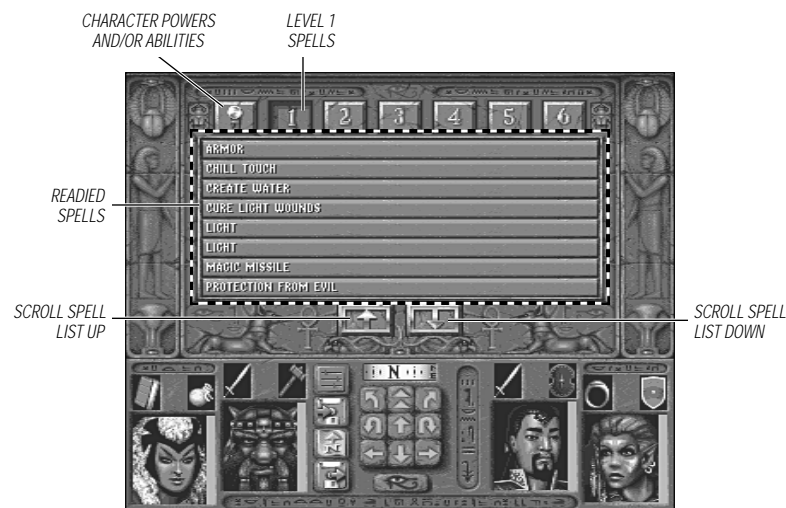 CHARACTER POWERS
AND/OR ABILITIES
LEVEL 1
SPELLS
1 2 3 4 5 6
READIED
SPELLS
ARMOR
CHILL TOUCH
CREATE WATER
CURE LIGHT WOUNDS
LIGHT
LIGHT
MAGIC MISSILE
PROTECTION FROM EVIL
SCROLL SPELL
LIST UP
SCROLL SPELL
LIST DOWN
N